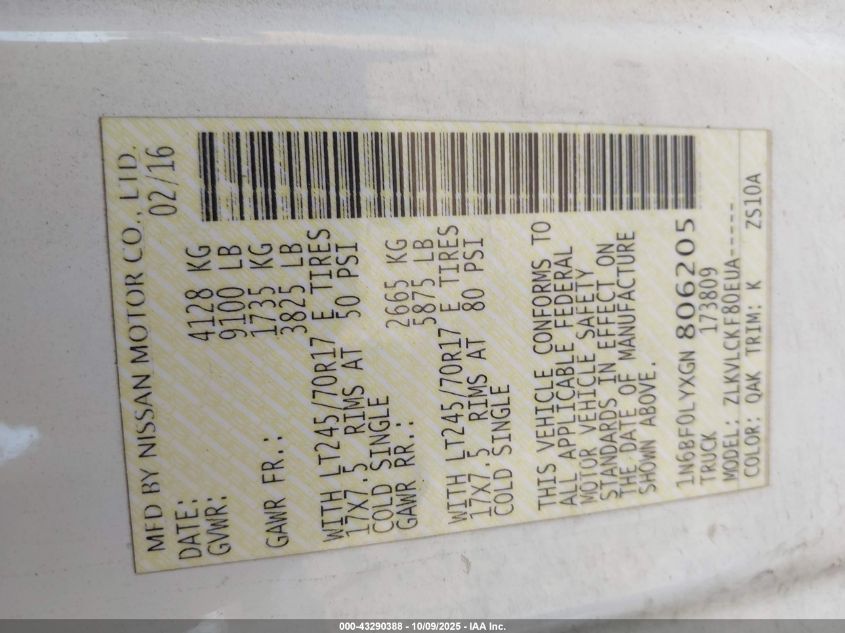 MFD BY NISSAN MOTOR CO., LTD.
DATE: 02/16
GVWR: 4128 KG
9100 LB
GAWR FR.: 1735 KG
3825 LB
WITH LT245/70R17 E TIRES
17X7.5 RIMS AT 50 PSI
COLD SINGLE
GAWR RR.: 2665 KG
5875 LB
WITH LT245/70R17 E TIRES
17X7.5 RIMS AT 80 PSI
COLD SINGLE
THIS VEHICLE CONFORMS TO
ALL APPLICABLE FEDERAL
MOTOR VEHICLE SAFETY
STANDARDS IN EFFECT ON
THE DATE OF MANUFACTURE
SHOWN ABOVE.
1N6BF0LYXGN806205
TRUCK 173809
MODEL: ZLKVLCKF80EUA-----
COLOR: QAK TRIM: K ZS10A
000-43290388 - 10/09/2025 - IAA Inc.